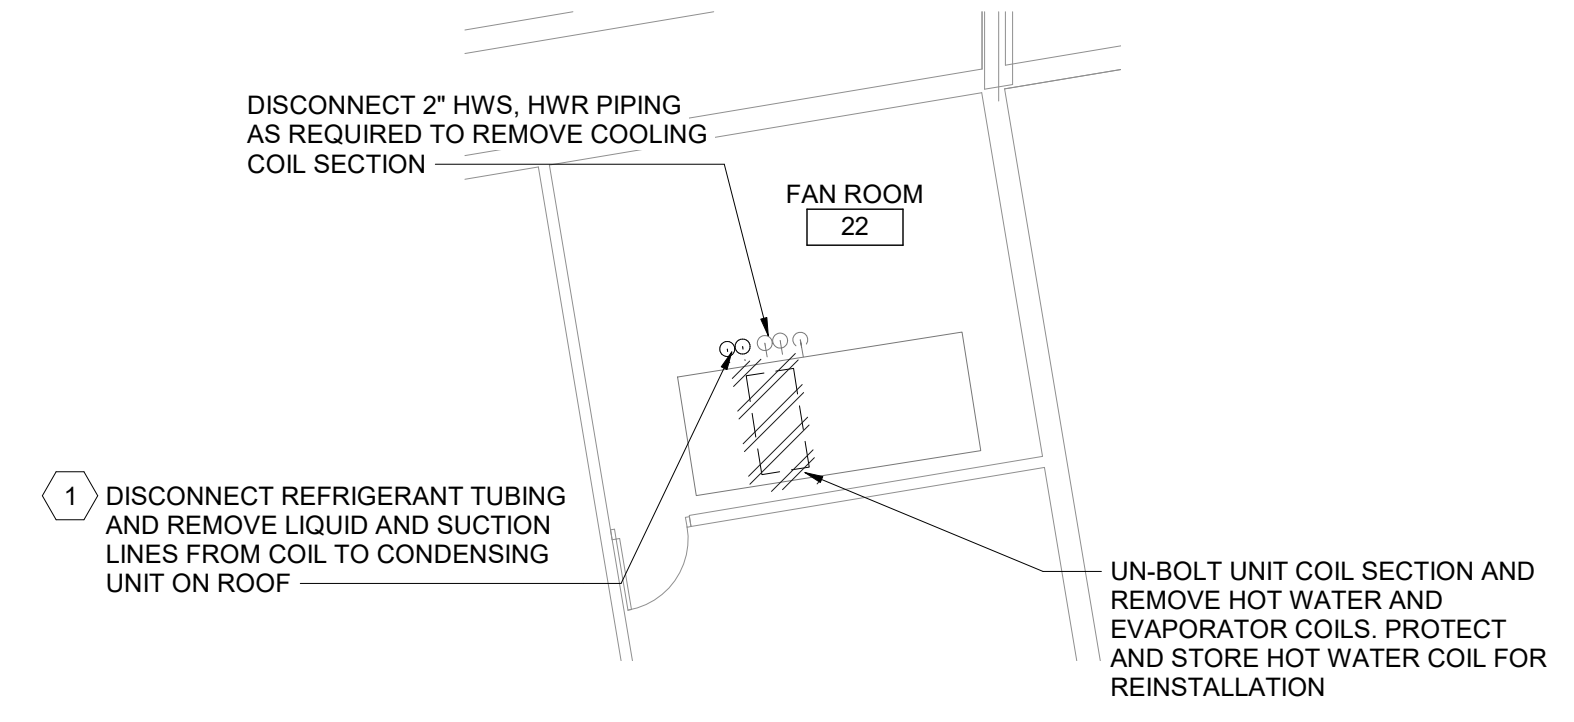 DISCONNECT 2" HWS, HWR PIPING
AS REQUIRED TO REMOVE COOLING
COIL SECTION
FAN ROOM
22
1
DISCONNECT REFRIGERANT TUBING
AND REMOVE LIQUID AND SUCTION
LINES FROM COIL TO CONDENSING
UNIT ON ROOF
UN-BOLT UNIT COIL SECTION AND
REMOVE HOT WATER AND
EVAPORATOR COILS. PROTECT
AND STORE HOT WATER COIL FOR
REINSTALLATION